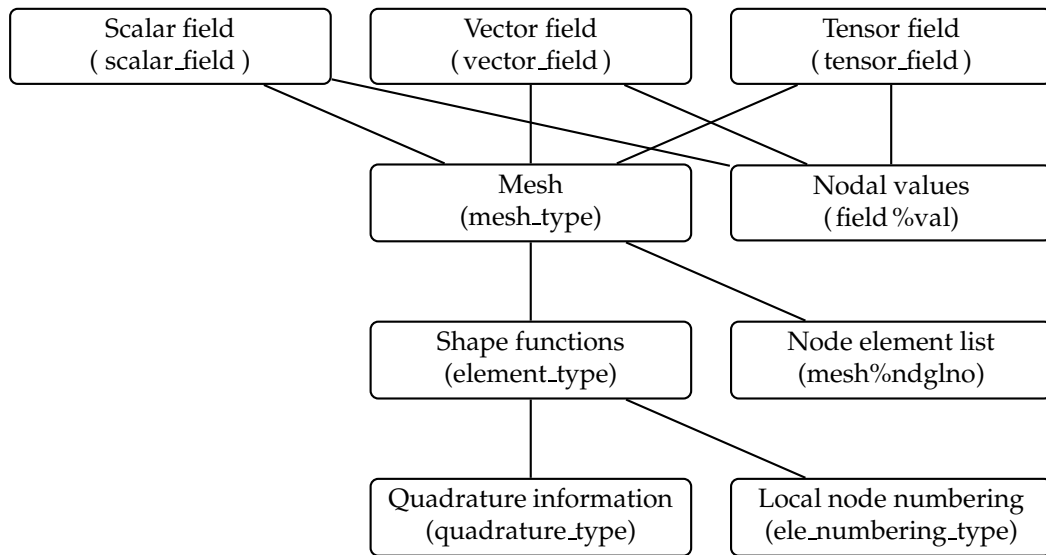 Scalar field
( scalar_field )
Vector field
(vector_field)
Tensor field
(tensor_field)
Mesh
(mesh_type)
Nodal values
(field%val)
Shape functions
(element_type)
Node element list
(mesh%ndglno)
Quadrature information
(quadrature_type)
Local node numbering
(ele_numbering_type)